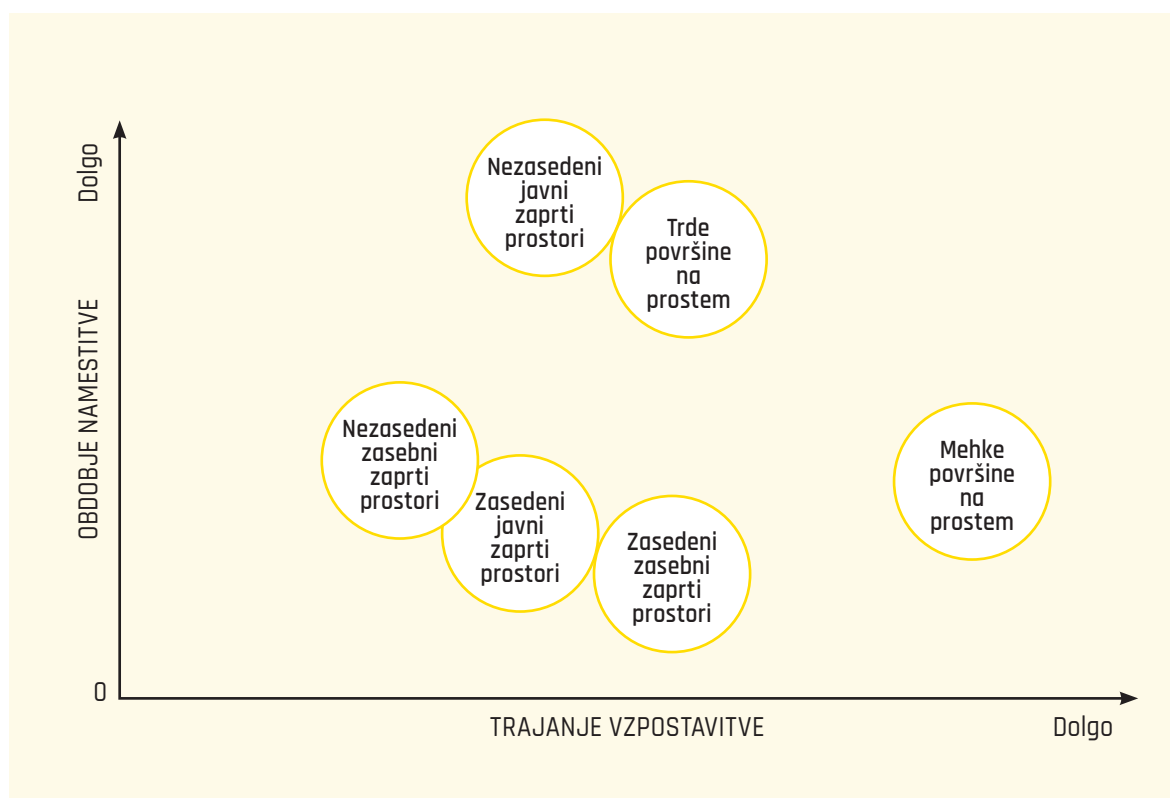 Dolgo
OBDOBJE NAMESTITVE
0
Nezasedeni
javni
zaprti
prostori
Trde
površine
na
prostem
Nezasedeni
zasebni
zaprti
prostori
Zasedeni
javni
zaprti
prostori
Zasedeni
zasebni
zaprti
prostori
Mehke
površine
na
prostem
TRAJANJE VZPOSTAVITVE
Dolgo